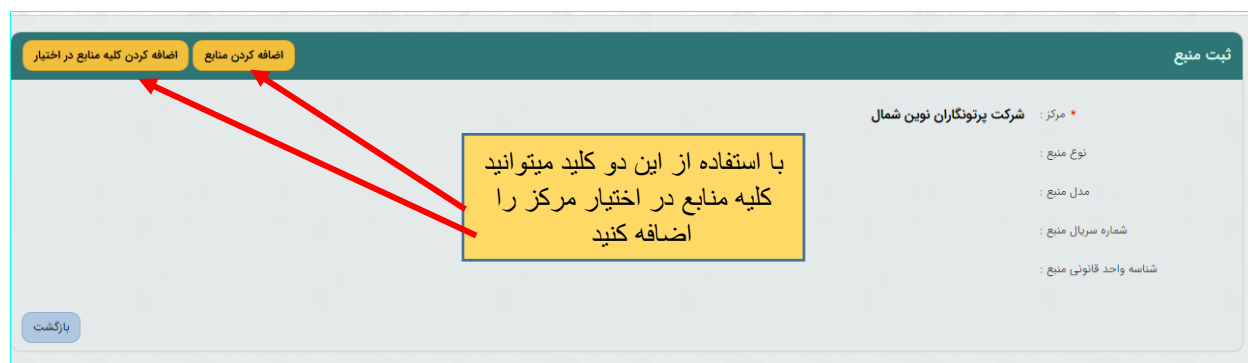 ثبت منبع
اضافه کردن منابع
اضافه کردن کلیه منابع در اختیار
* مرکز : شرکت پرتونگاران نوین شمال
نوع منبع :
مدل منبع :
شماره سریال منبع :
شناسه واحد قانونی منبع :
با استفاده از این دو کلید میتوانید
کلیه منابع در اختیار مرکز را
اضافه کنید
بازگشت